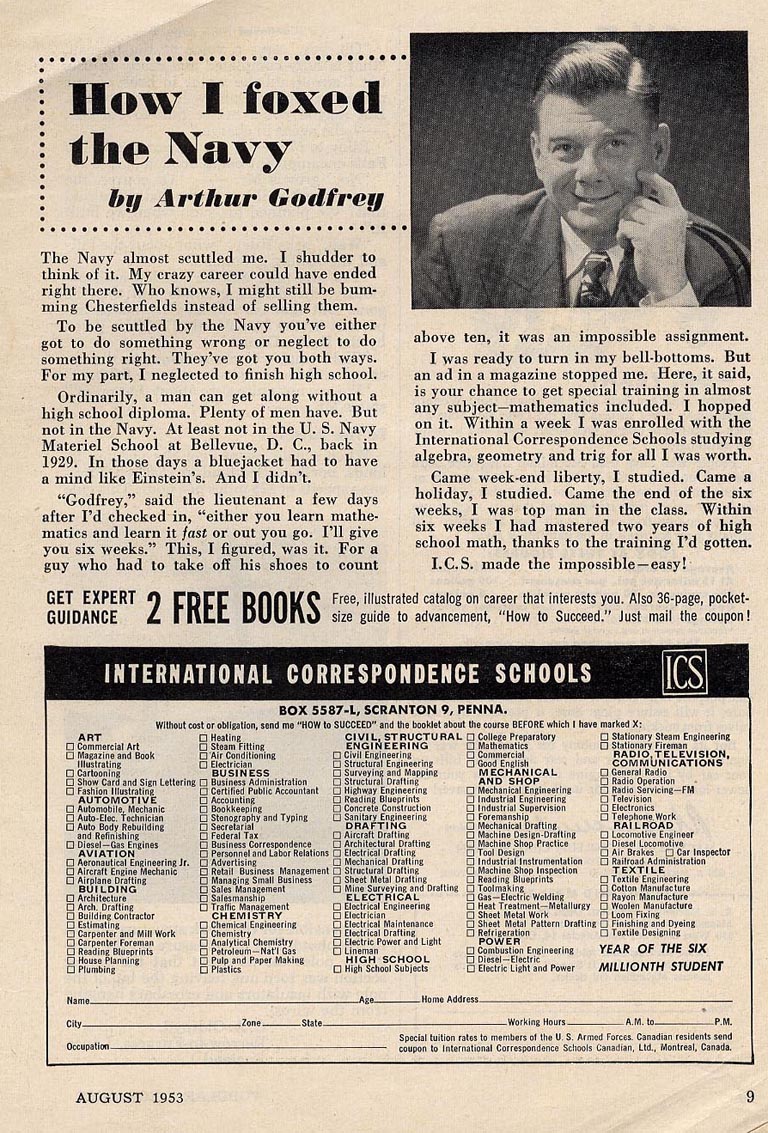 How I foxed
the Navy
by Arthur Godfrey
The Navy almost scuttled me. I shudder to
think of it. My crazy career could have ended
right there. Who knows, I might still be bum-
ming Chesterfields instead of selling them.
To be scuttled by the Navy you've either
got to do something wrong or neglect to do
something right. They've got you both ways.
For my part, I neglected to finish high school.
Ordinarily, a man can get along without a
high school diploma. Plenty of men have. But
not in the Navy. At least not in the U. S. Navy
Materiel School at Bellevue, D. C., back in
1929. In those days a bluejacket had to have
a mind like Einstein's. And I didn't.
"Godfrey," said the lieutenant a few days
after I'd checked in, "either you learn mathe-
matics and learn it fast or out you go. I'll give
you six weeks." This, I figured, was it. For a
guy who had to take off his shoes to count
above ten, it was an impossible assignment.
I was ready to turn in my bell-bottoms. But
an ad in a magazine stopped me. Here, it said,
is your chance to get special training in almost
any subject—mathematics included. I hopped
on it. Within a week I was enrolled with the
International Correspondence Schools studying
algebra, geometry and trig for all I was worth.
Came week-end liberty, I studied. Came a
holiday, I studied. Came the end of the six
weeks, I was top man in the class. Within
six weeks I had mastered two years of high
school math, thanks to the training I'd gotten.
I.C.S. made the impossible—easy!
GET EXPERT
GUIDANCE
2 FREE BOOKS
Free, illustrated catalog on career that interests you. Also 36-page, pocket-
size guide to advancement, "How to Succeed." Just mail the coupon!
INTERNATIONAL CORRESPONDENCE SCHOOLS
ICS
BOX 5587-L, SCRANTON 9, PENNA.
Without cost or obligation, send me "HOW to SUCCEED" and the booklet about the course BEFORE which I have marked X:
ART
Commercial Art
Magazine and Book
Illustrating
Cartooning
Show Card and Sign Lettering
Fashion Illustrating
AUTOMOTIVE
Automobile, Mechanic
Auto-Elec. Technician
Auto Body Rebuilding
and Refinishing
Diesel—Gas Engines
AVIATION
Aeronautical Engineering Jr.
Aircraft Engine Mechanic
Airplane Drafting
BUILDING
Architecture
Arch. Drafting
Building Contractor
Estimating
Carpenter and Mill Work
Carpenter Foreman
Reading Blueprints
House Planning
Plumbing
Heating
Steam Fitting
Air Conditioning
Electrician
BUSINESS
Business Administration
Certified Public Accountant
Accounting
Bookkeeping
Stenography and Typing
Secretarial
Federal Tax
Business Correspondence
Personnel and Labor Relations
Advertising
Retail Business Management
Managing Small Business
Sales Management
Salesmanship
Traffic Management
CHEMISTRY
Chemical Engineering
Chemistry
Analytical Chemistry
Petroleum—Nat'l Gas
Pulp and Paper Making
Plastics
CIVIL, STRUCTURAL
ENGINEERING
Civil Engineering
Structural Engineering
Surveying and Mapping
Structural Drafting
Highway Engineering
Reading Blueprints
Concrete Construction
Sanitary Engineering
DRAFTING
Aircraft Drafting
Architectural Drafting
Electrical Drafting
Mechanical Drafting
Structural Drafting
Sheet Metal Drafting
Mine Surveying and Drafting
ELECTRICAL
Electrical Engineering
Electrician
Electrical Maintenance
Electrical Drafting
Electric Power and Light
Lineman
HIGH SCHOOL
High School Subjects
College Preparatory
Mathematics
Commercial
Good English
MECHANICAL
AND SHOP
Mechanical Engineering
Industrial Engineering
Industrial Supervision
Foremanship
Mechanical Drafting
Machine Design-Drafting
Machine Shop Practice
Tool Design
Industrial Instrumentation
Machine Shop Inspection
Reading Blueprints
Toolmaking
Gas—Electric Welding
Heat Treatment—Metallurgy
Sheet Metal Work
Sheet Metal Pattern Drafting
Refrigeration
POWER
Combustion Engineering
Diesel—Electric
Electric Light and Power
Stationary Steam Engineering
Stationary Fireman
RADIO, TELEVISION,
COMMUNICATIONS
General Radio
Radio Operation
Radio Servicing—FM
Television
Electronics
Telephone Work
RAILROAD
Locomotive Engineer
Diesel Locomotive
Air Brakes Car Inspector
Railroad Administration
TEXTILE
Textile Engineering
Cotton Manufacture
Rayon Manufacture
Woolen Manufacture
Loom Fixing
Finishing and Dyeing
Textile Designing
YEAR OF THE SIX
MILLIONTH STUDENT
Name Age Home Address
City Zone State Working Hours A.M. to P.M.
Occupation
Special tuition rates to members of the U. S. Armed Forces. Canadian residents send
coupon to International Correspondence Schools Canadian, Ltd., Montreal, Canada.
AUGUST 1953
9